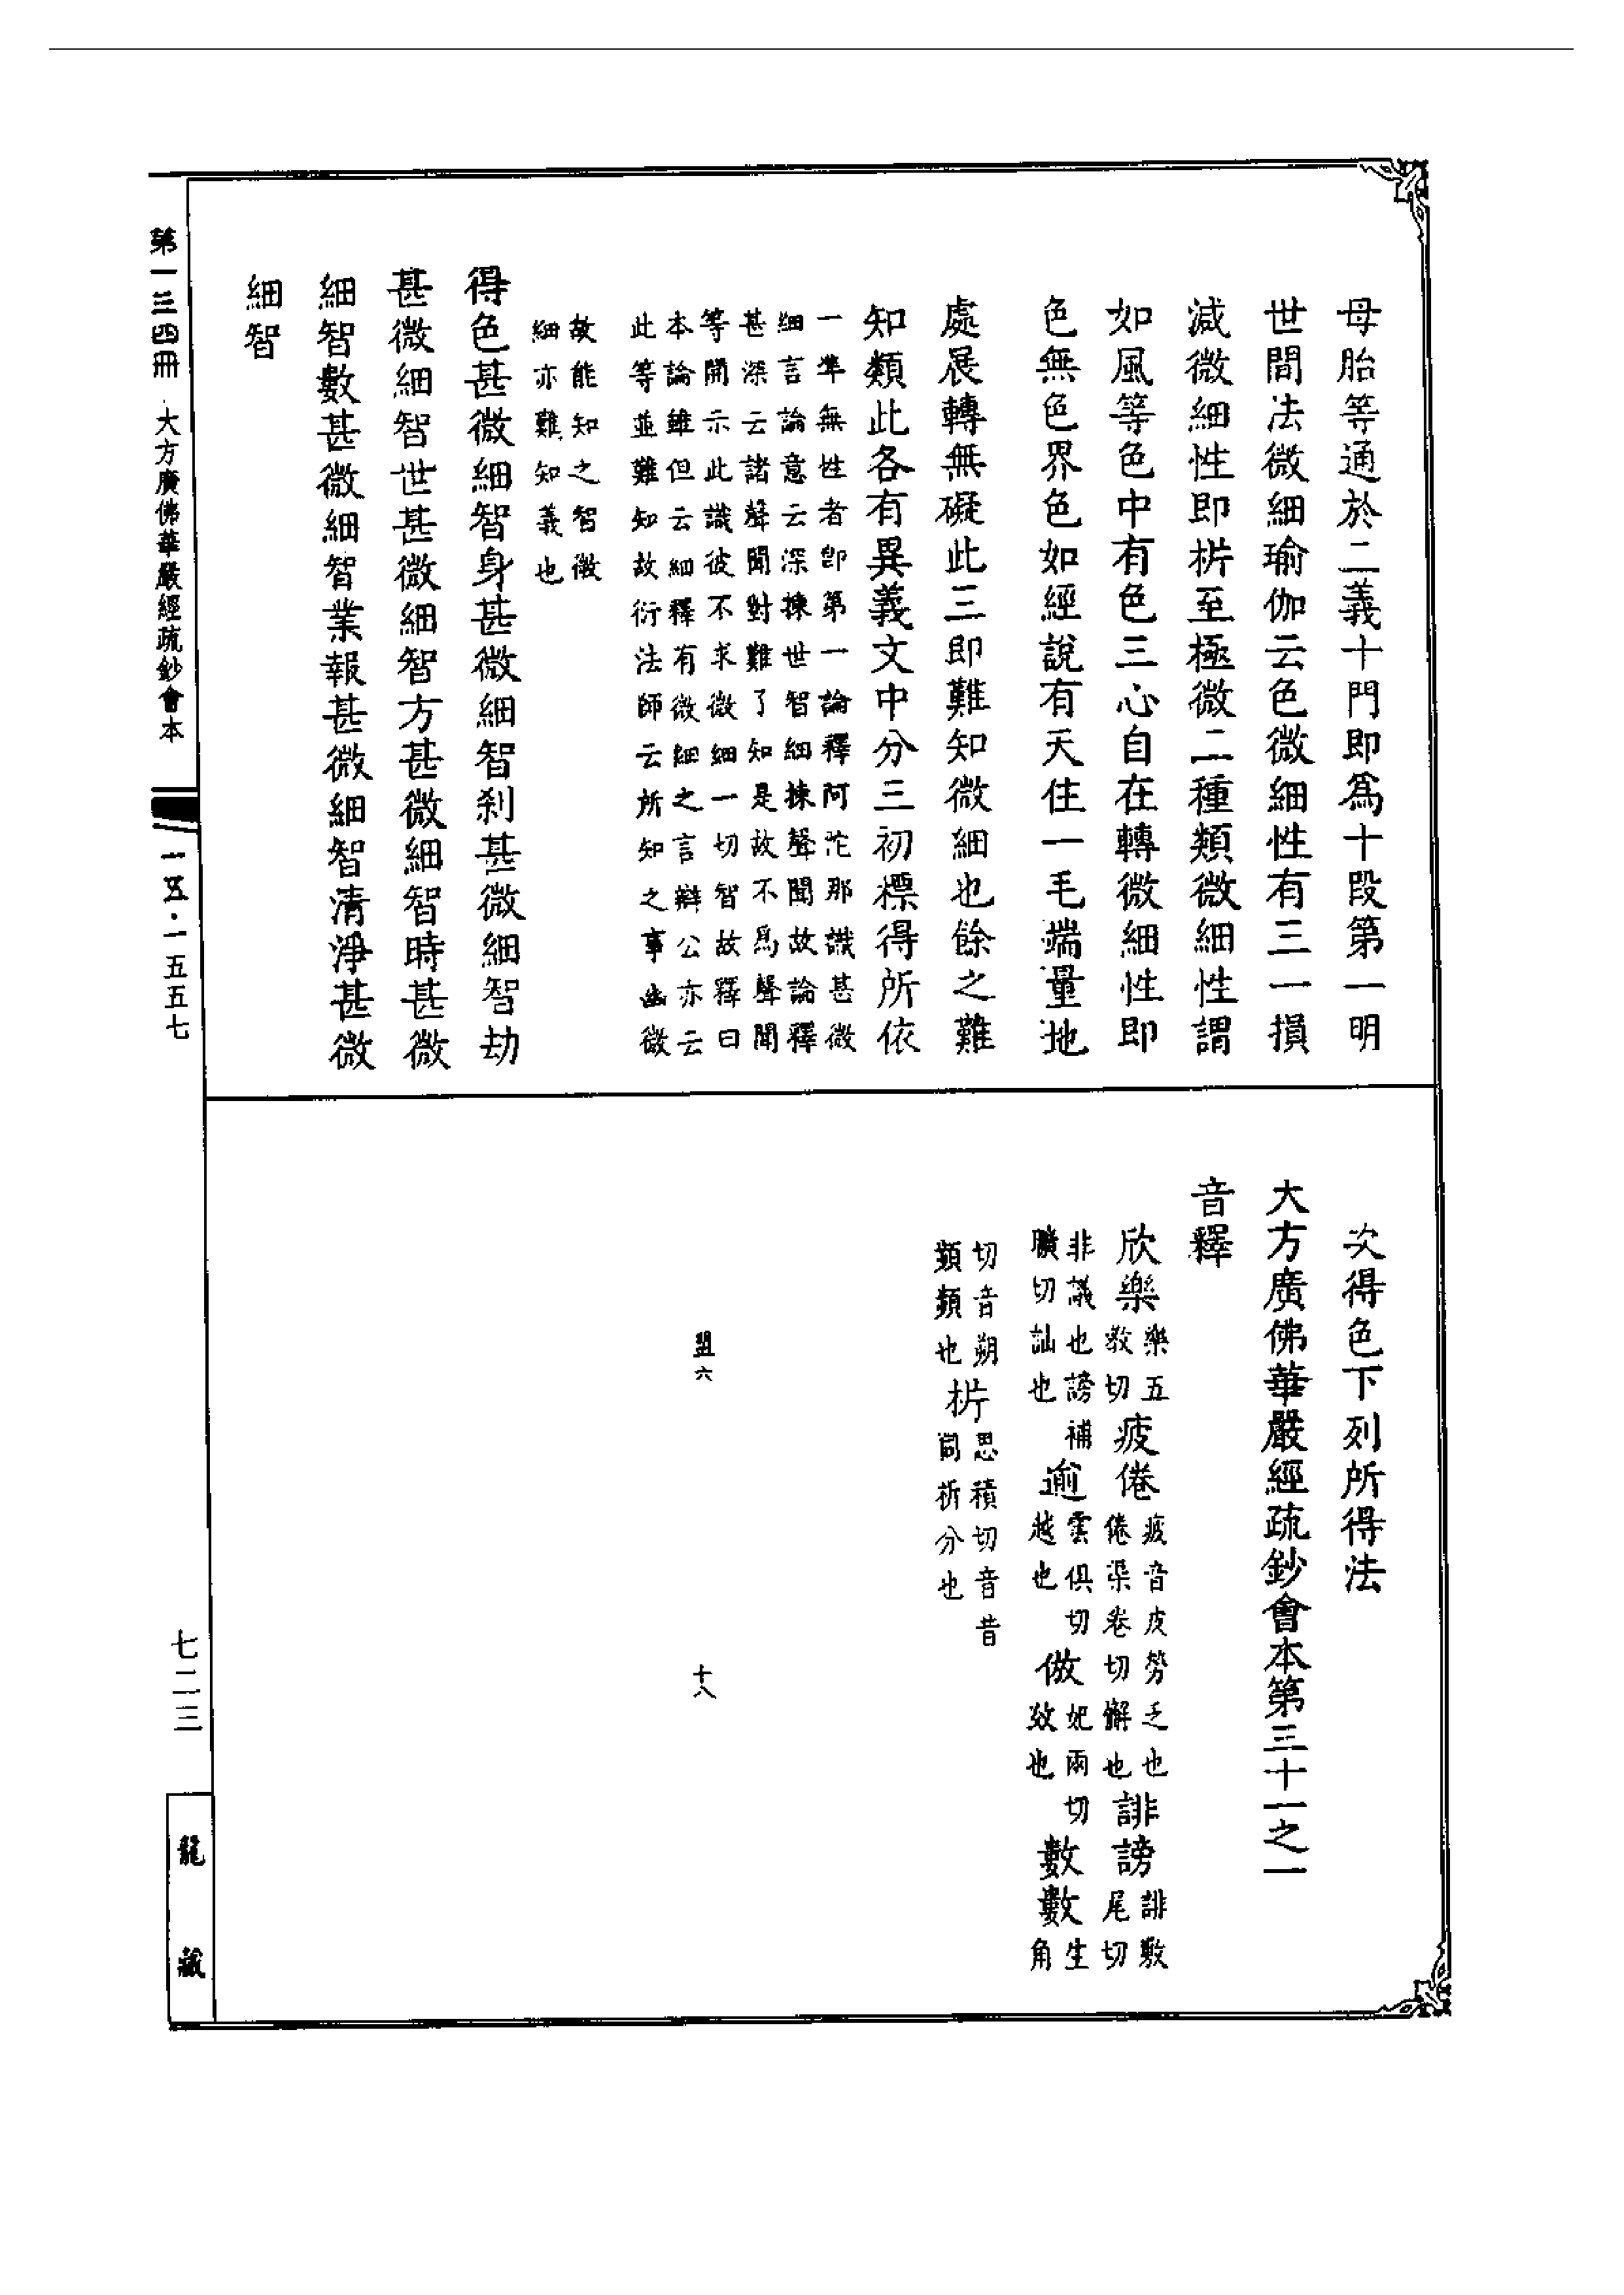 母胎等通於二義十門即爲十段第一明
世間法微細瑜伽云色微細性有三一損
減微細性即析至極微二種類微細性謂
如風等色中有色三心自在轉微細性即
色無色界色如經說有天住一毛端量地
處展轉無礙此三即難知微細也餘之難
知類此各有異義文中分三初標得所依
一準無性者卽第一論釋阿陀那識甚微
細言論意云深揀世智細揀聲聞故論釋
甚深云諸聲聞對難了知是故不爲聲聞
等開示此識彼不求微細一切智故釋曰
本論雖但云細釋有微細之言辯公亦云
此等並難知故衍法師云所知之事幽微
故能知之智微
細亦難知義也
得色甚微細智身甚微細智刹甚微細智劫
甚微細智世甚微細智方甚微細智時甚微
細智數甚微細智業報甚微細智清淨甚微
細智
次得色下列所得法
大方廣佛華嚴經疏鈔會本第三十一之一
音釋
欣樂樂五教切疲倦疲音皮勞乏也倦渠卷切懈也誹謗誹敷尾切
非議也謗補曠切訕也逾雲俱切越也倣妃兩切效也數數生角
切音朔頻頻也析思積切音昔同析分也
盟六
十八
第一三四冊 大方廣佛華嚴經疏鈔會本
一五·一五五七
七二三
龍藏